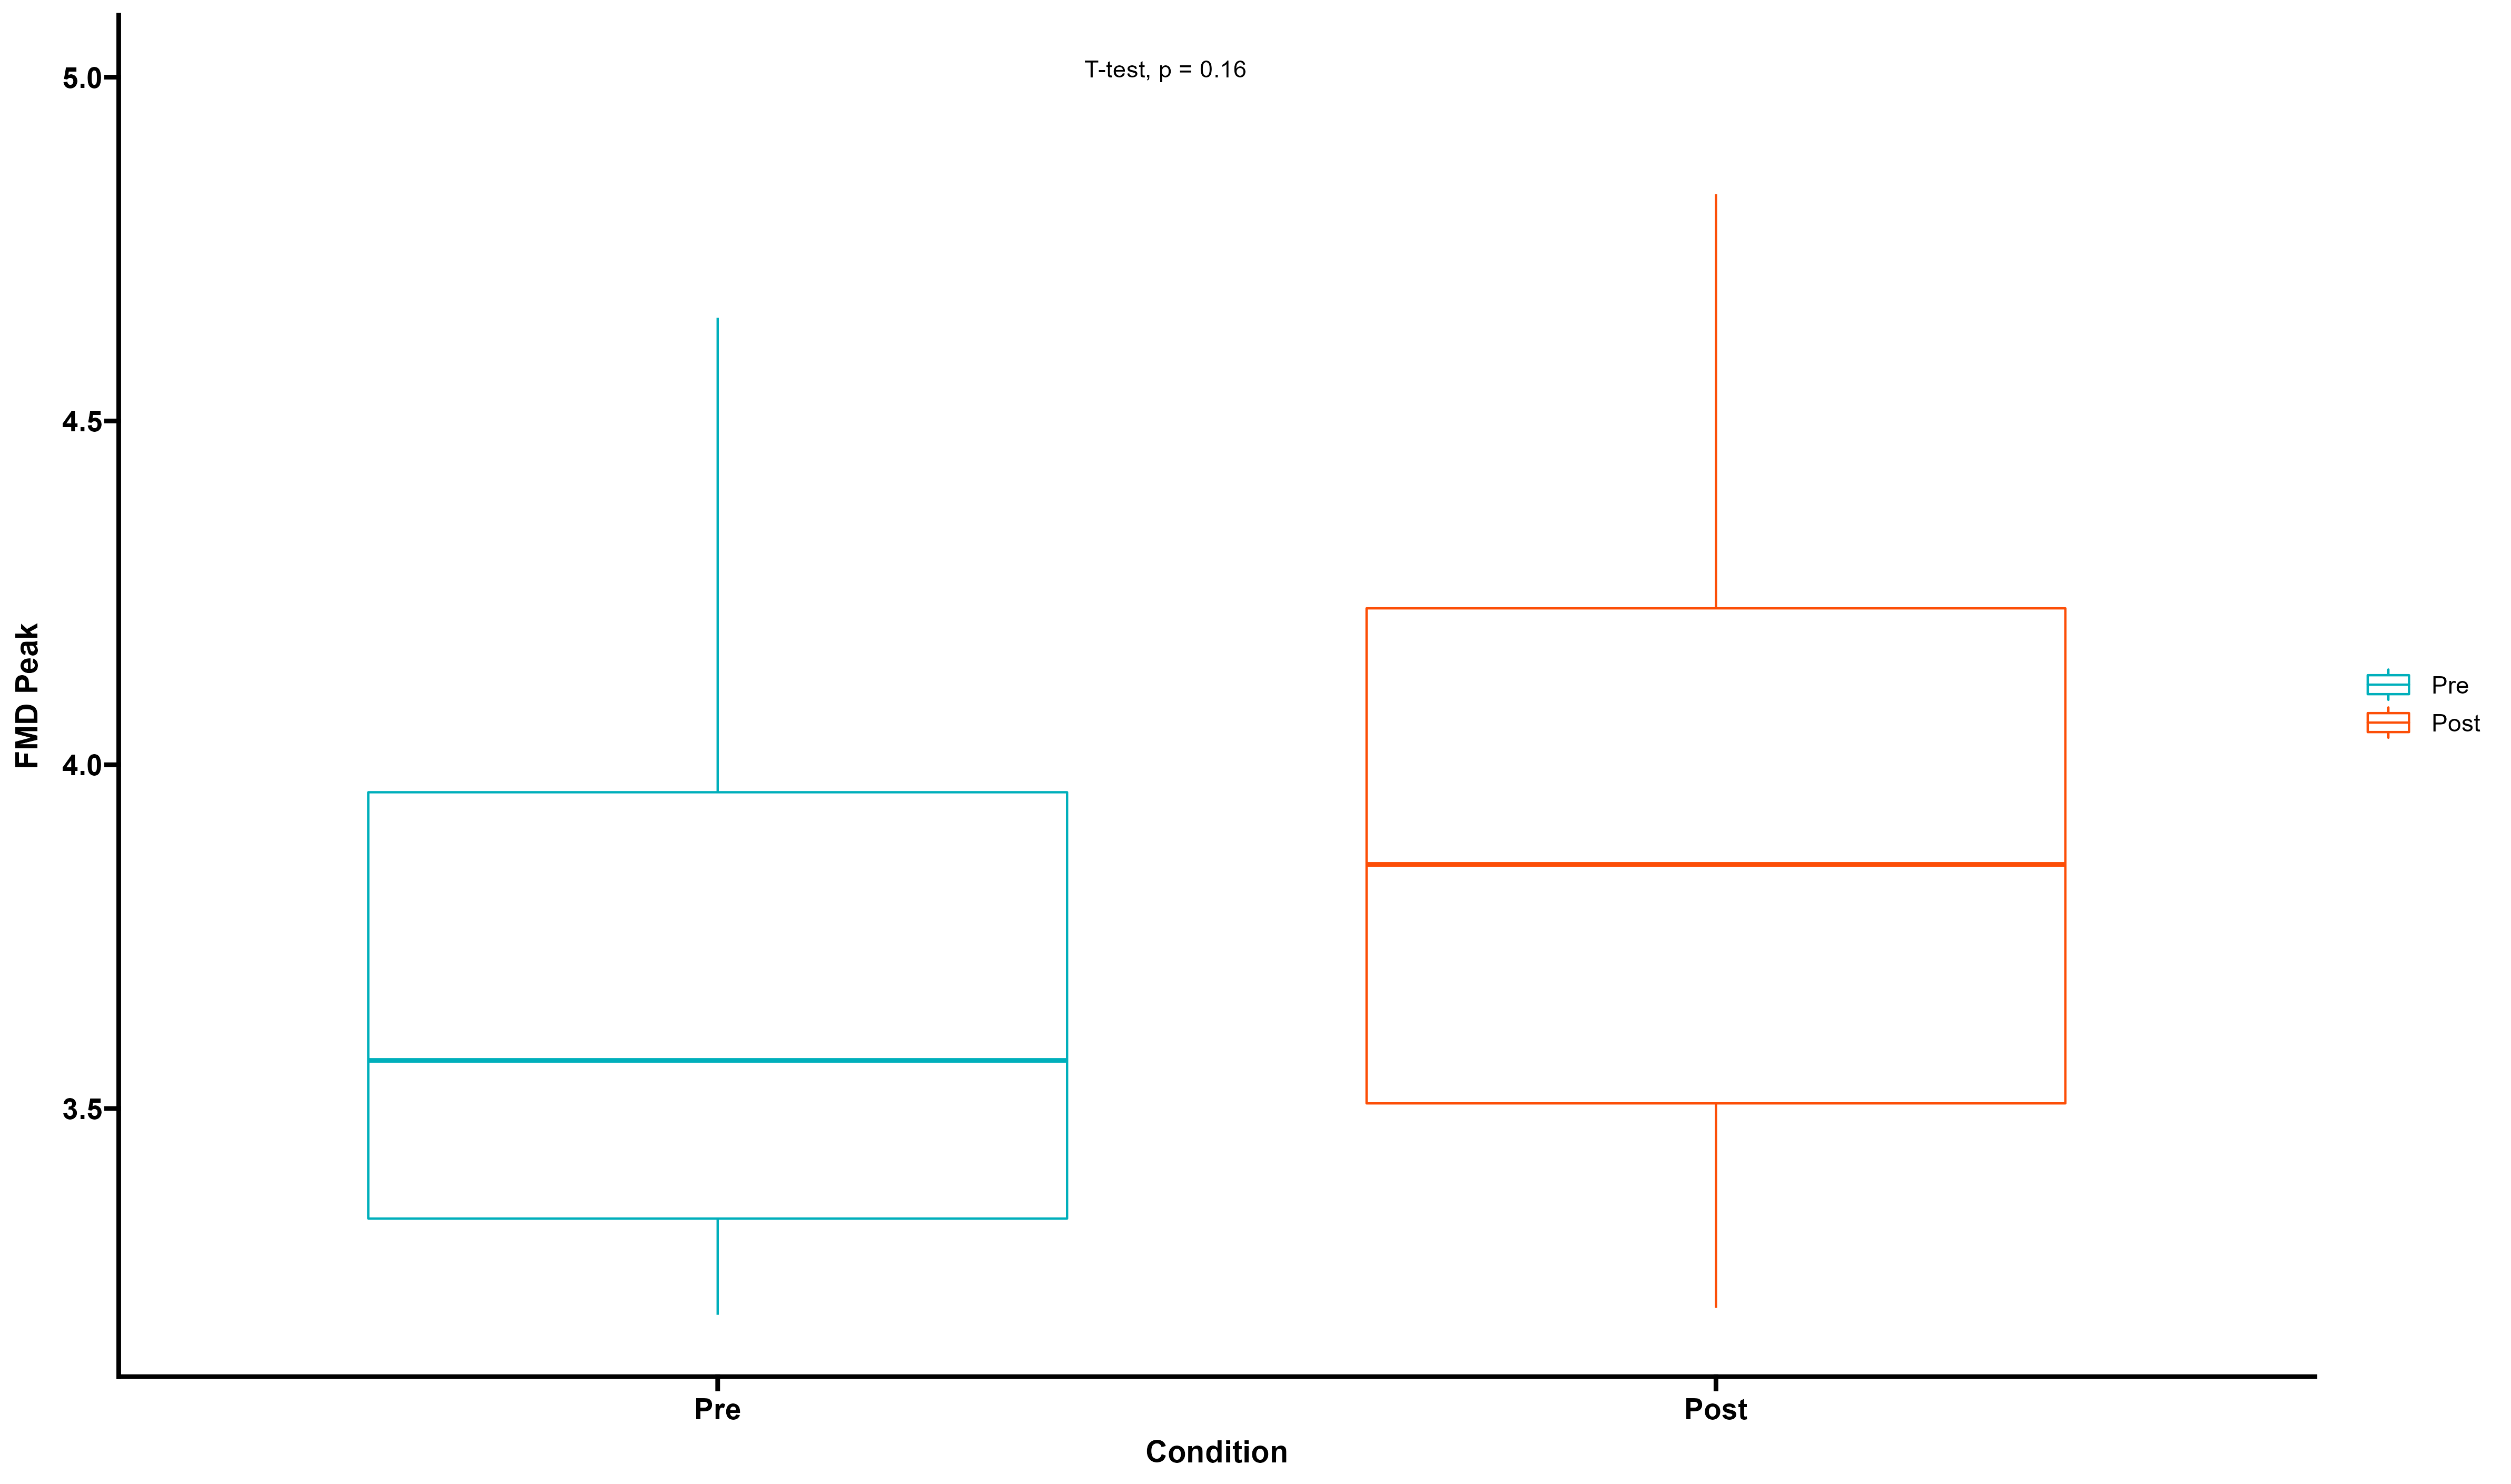 T-test, p = 0.16
5.0
4.5
4.0
3.5
FMD Peak
Pre
Post
Condition
Pre
Post